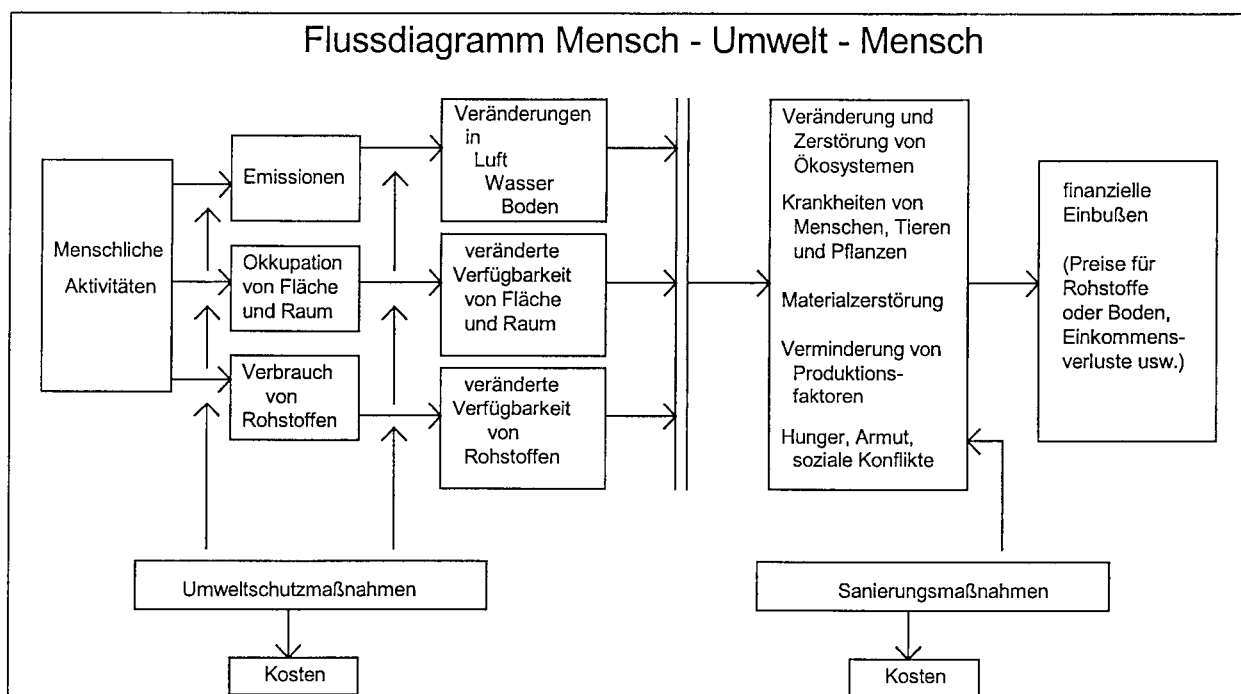 Flussdiagramm Mensch - Umwelt - Mensch
Menschliche
Aktivitäten
Emissionen
Okkupation
von Fläche
und Raum
Verbrauch
von
Rohstoffen
Veränderungen
in
Luft
Wasser
Boden
veränderte
Verfügbarkeit
von Fläche
und Raum
veränderte
Verfügbarkeit
von
Rohstoffen
Veränderung und
Zerstörung von
Ökosystemen
Krankheiten von
Menschen, Tieren
und Pflanzen
Materialzerstörung
Verminderung von
Produktions-
faktoren
Hunger, Armut,
soziale Konflikte
finanzielle
Einbußen
(Preise für
Rohstoffe
oder Boden,
Einkommens-
verluste usw.)
Umweltschutzmaßnahmen
Kosten
Sanierungsmaßnahmen
Kosten